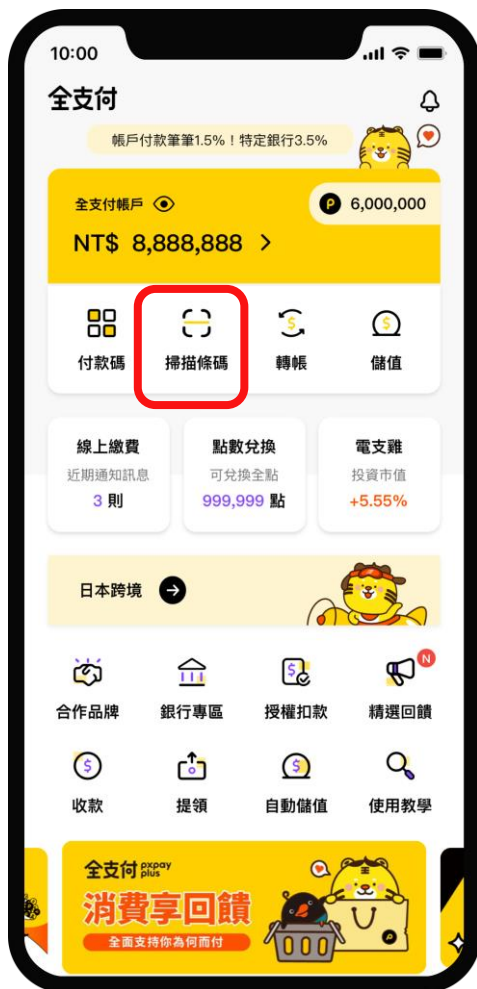 10:00
全支付
帳戶付款筆筆1.5%！特定銀行3.5%
全支付帳戶
P 6,000,000
NT$ 8,888,888 >
付款碼 掃描條碼 轉帳 儲值
線上繳費 點數兌換 電支雞
近期通知訊息 可兌換全點 投資市值
3 則 999,999 點 +5.55%
日本跨境
N
合作品牌 銀行專區 授權扣款 精選回饋
收款 提領 自動儲值 使用教學
全支付 pxpay plus
消費享回饋
全面支持你為何而付